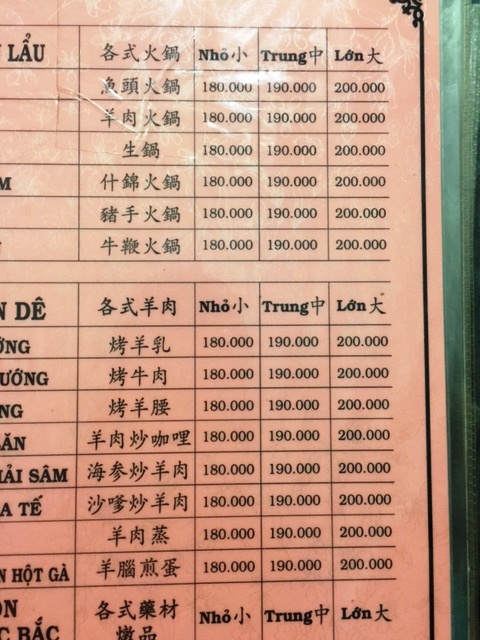 LẨU 各式火鍋 Nhỏ小 Trung中 Lớn大
魚頭火鍋 180.000 190.000 200.000
羊肉火鍋 180.000 190.000 200.000
生鍋 180.000 190.000 200.000
M 什錦火鍋 180.000 190.000 200.000
豬手火鍋 180.000 190.000 200.000
牛鞭火鍋 180.000 190.000 200.000
N DÊ 各式羊肉 Nhỏ小 Trung中 Lớn大
ỚNG 烤羊乳 180.000 190.000 200.000
ƯỚNG 烤牛肉 180.000 190.000 200.000
NG 烤羊腰 180.000 190.000 200.000
LĂN 羊肉炒咖哩 180.000 190.000 200.000
HẢI SÂM 海参炒羊肉 180.000 190.000 200.000
A TẾ 沙嗲炒羊肉 180.000 190.000 200.000
羊肉蒸 180.000 190.000 200.000
N HỘT GÀ 羊腦煎蛋 180.000 190.000 200.000
ÓN 各式藥材 Nhỏ小 Trung中 Lớn大
C BẮC 燉品